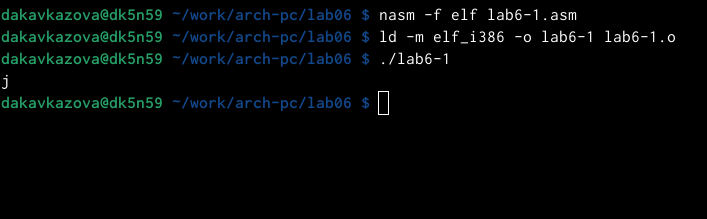 dakavkazova@dk5n59 ~/work/arch-pc/lab06 $ nasm -f elf lab6-1.asm
dakavkazova@dk5n59 ~/work/arch-pc/lab06 $ ld -m elf_i386 -o lab6-1 lab6-1.o
dakavkazova@dk5n59 ~/work/arch-pc/lab06 $ ./lab6-1
j
dakavkazova@dk5n59 ~/work/arch-pc/lab06 $